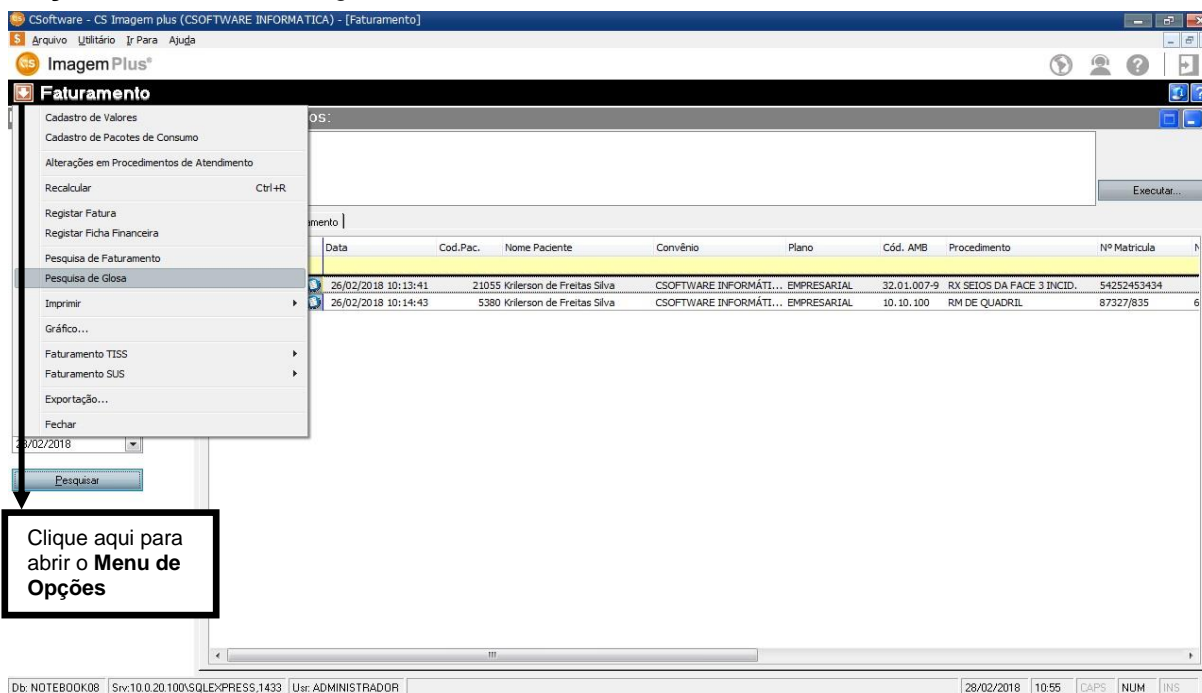 CSoftware - CS Imagem plus (CSOFTWARE INFORMATICA) - [Faturamento]
Arquivo Utilitário Ir Para Ajuda
CS ImagemPlus®
Faturamento
os:
Cadastro de Valores
Cadastro de Pacotes de Consumo
Alterações em Procedimentos de Atendimento
Recalcular Ctrl+R
Registar Fatura
Registar Ficha Financeira
Pesquisa de Faturamento
Pesquisa de Glosa
Imprimir
Gráfico...
Faturamento TISS
Faturamento SUS
Exportação...
Fechar
Executar...
mento
Data Cod.Pac. Nome Paciente Convênio Plano Cód. AMB Procedimento Nº Matricula
26/02/2018 10:13:41 21055 Krilerson de Freitas Silva CSOFTWARE INFORMÁTI... EMPRESARIAL 32.01.007-9 RX SEIOS DA FACE 3 INCID. 54252453434
26/02/2018 10:14:43 5380 Krilerson de Freitas Silva CSOFTWARE INFORMÁTI... EMPRESARIAL 10.10.100 RM DE QUADRIL 87327/835 6
/02/2018
Pesquisar
Clique aqui para
abrir o Menu de
Opções
Db: NOTEBOOK08 Srv:10.0.20.100\SQLEXPRESS,1433 Usr: ADMINISTRADOR 28/02/2018 10:55 CAPS NUM INS